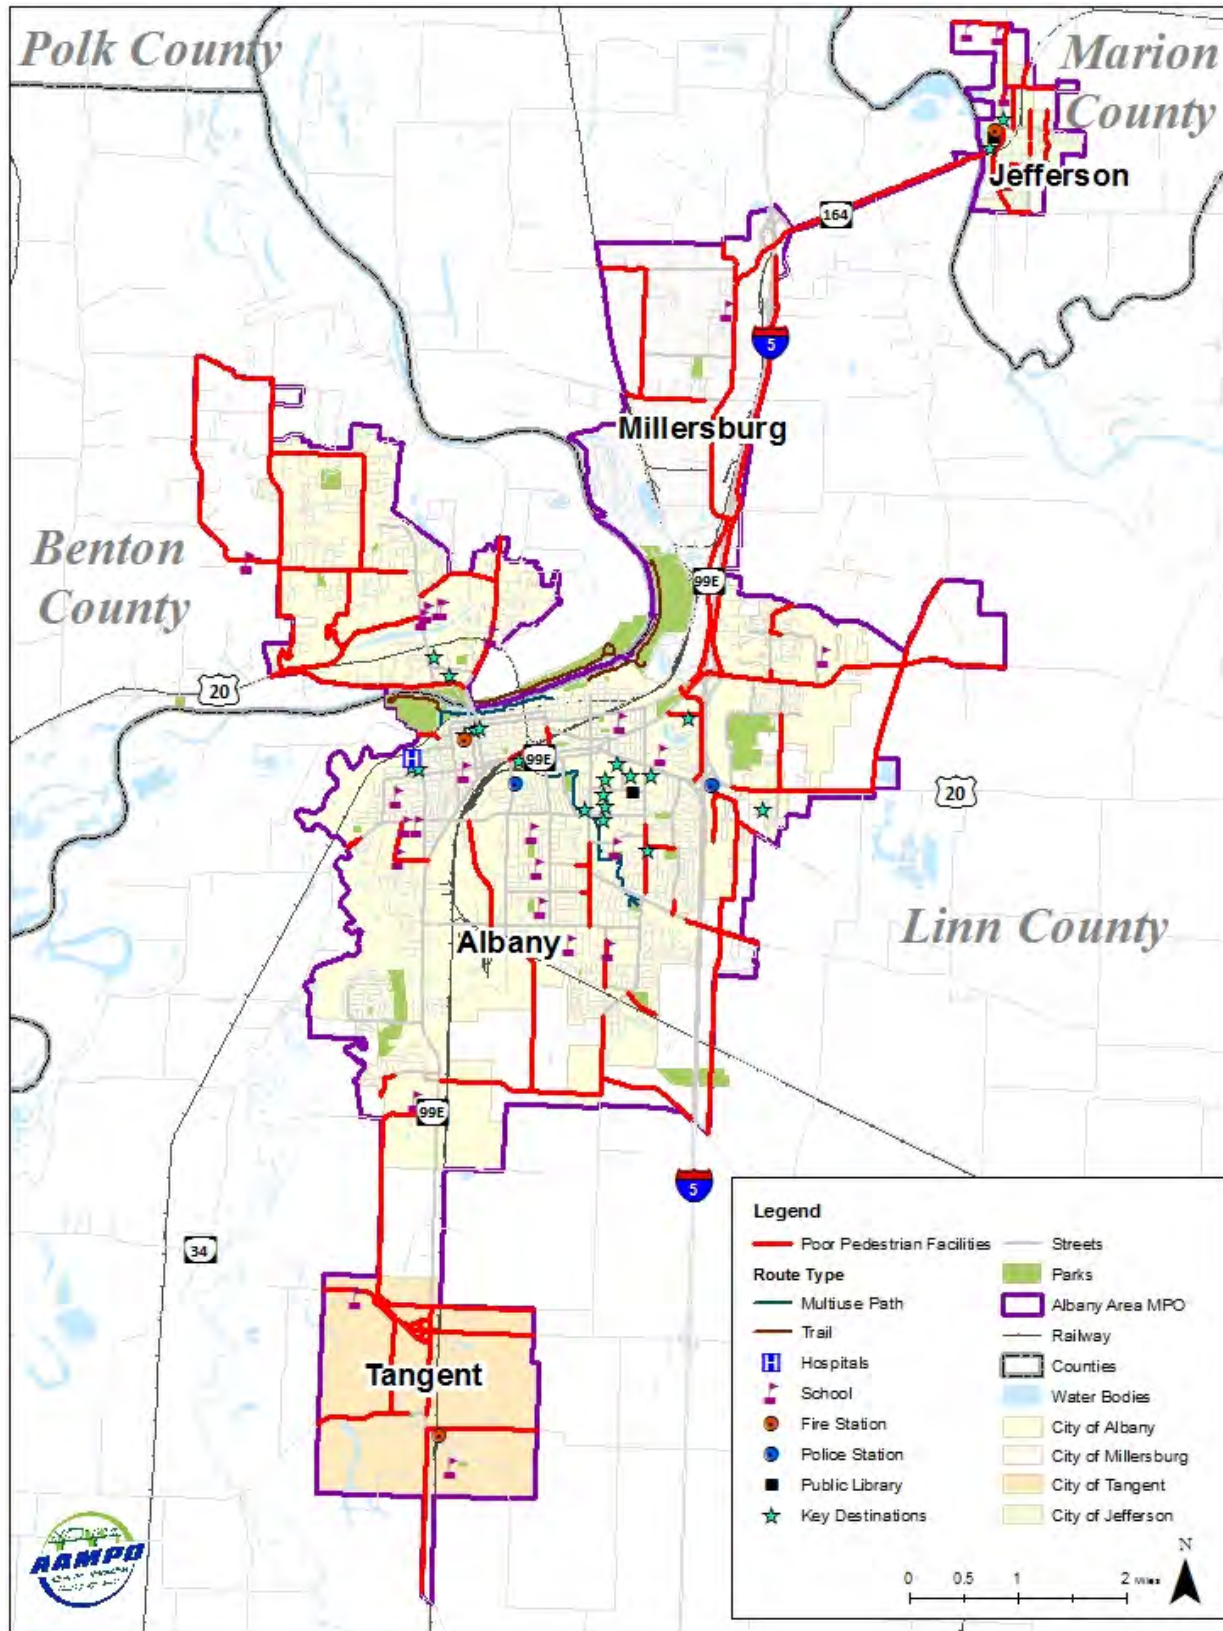 Polk County
Marion
County
Jefferson
164
5
Millersburg
Benton
County
99E
20
H
99E
20
Linn County
Albany
99E
5
34
Tangent
Legend
Poor Pedestrian Facilities
Route Type
Multiuse Path
Trail
H Hospitals
School
Fire Station
Police Station
Public Library
Key Destinations
Streets
Parks
Albany Area MPO
Railway
Counties
Water Bodies
City of Albany
City of Millersburg
City of Tangent
City of Jefferson
N
0 0.5 1 2 Miles
AAMPO